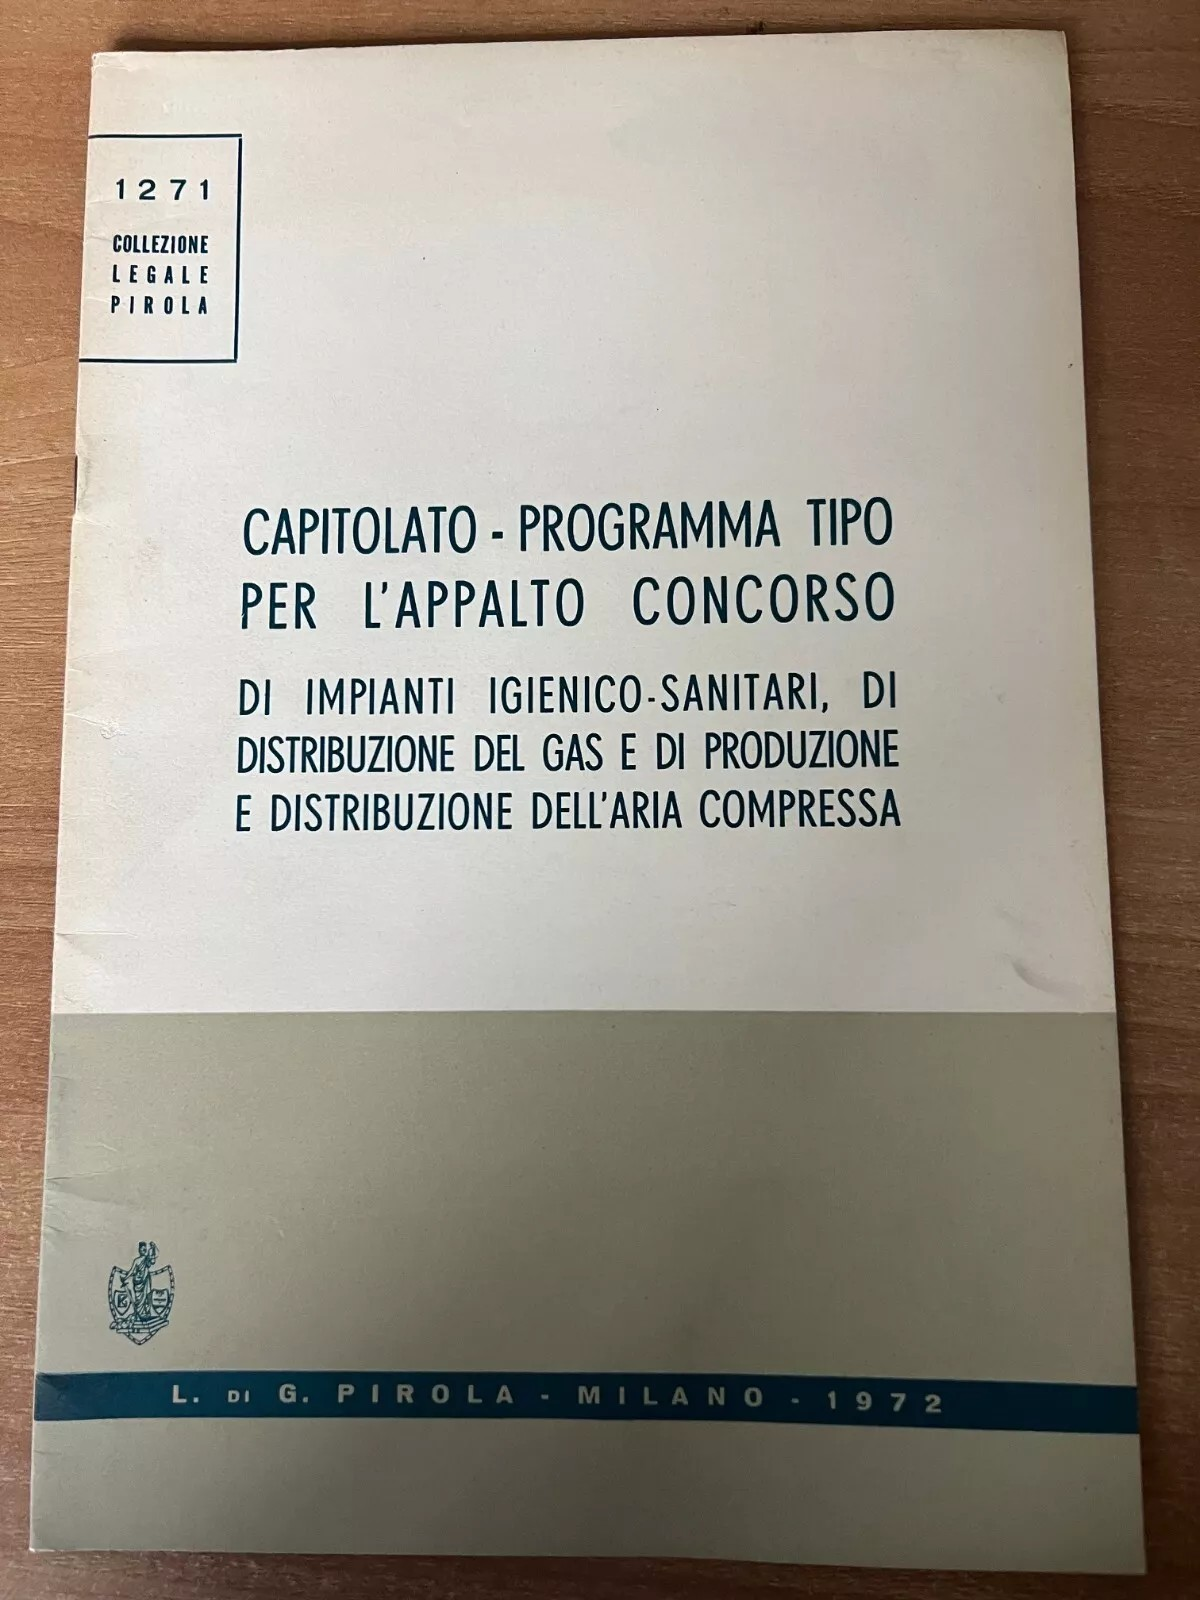 1271
COLLEZIONE
LEGALE
PIROLA
CAPITOLATO - PROGRAMMA TIPO
PER L'APPALTO CONCORSO
DI IMPIANTI IGIENICO-SANITARI, DI
DISTRIBUZIONE DEL GAS E DI PRODUZIONE
E DISTRIBUZIONE DELL'ARIA COMPRESSA
L. DI G. PIROLA - MILANO - 1972